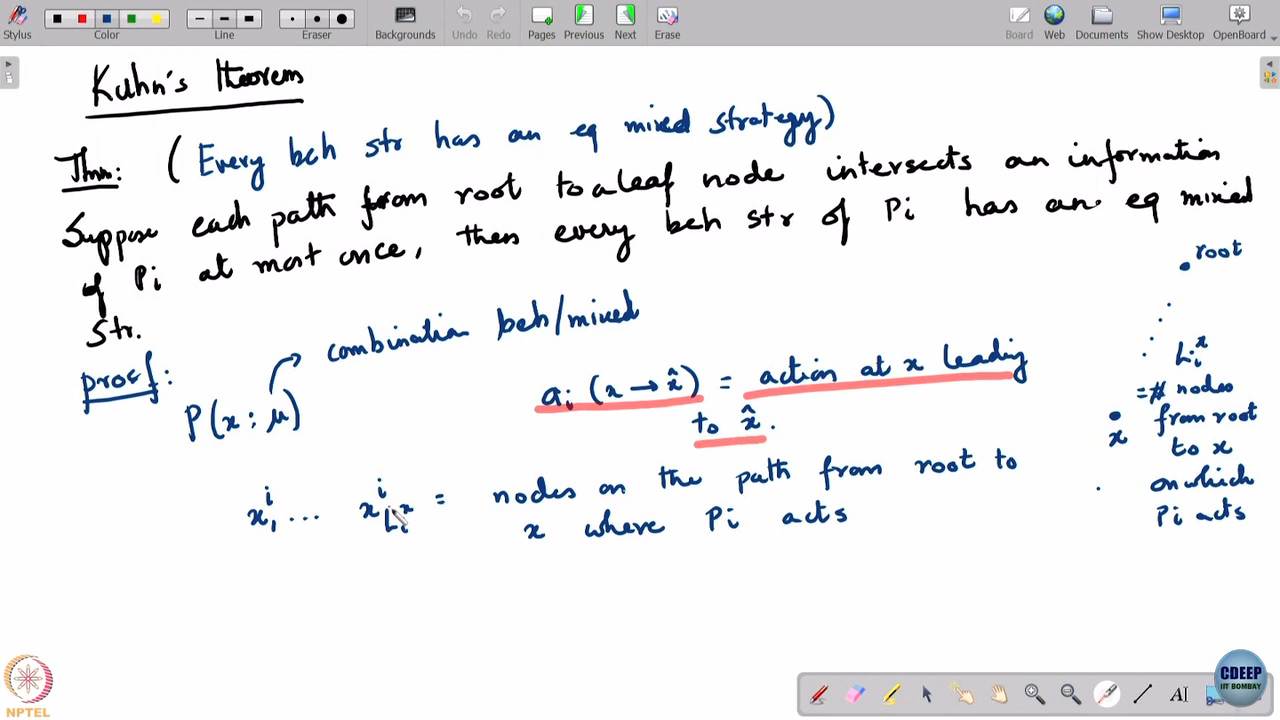 Stylus Color Line Eraser Backgrounds Undo Redo Pages Previous Next Erase Board Web Documents Show Desktop OpenBoard
Kuhn's Theorem
Thm: (Every beh str has an eq mixed strategy)
Suppose each path from root to a leaf node intersects an information
of Pi at most once, then every beh str of Pi has an eq mixed
str.
root
proof:
combination beh/mixed
P(x : μ)
aᵢ (x → x̂) = action at x leading
to x̂.
Lᵢˣ
= # nodes
from root
x
to x
on which
Pi acts
x₁ⁱ, ... xⁱ_Lᵢˣ = nodes on the path from root to
x where Pi acts
NPTEL
CDEEP
IIT BOMBAY